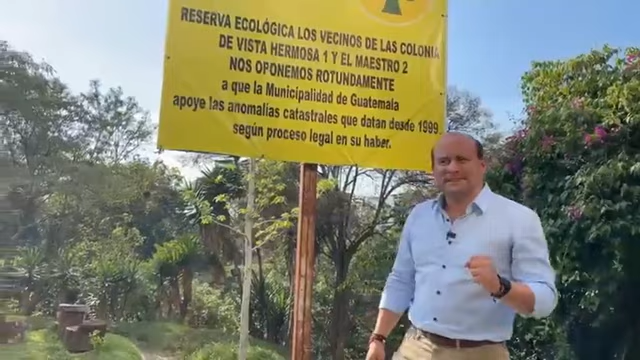 RESERVA ECOLÓGICA LOS VECINOS DE LAS COLONIA
DE VISTA HERMOSA 1 Y EL MAESTRO 2
NOS OPONEMOS ROTUNDAMENTE
a que la Municipalidad de Guatemala
apoye las anomalías catastrales que datan desde 1999
según proceso legal en su haber.